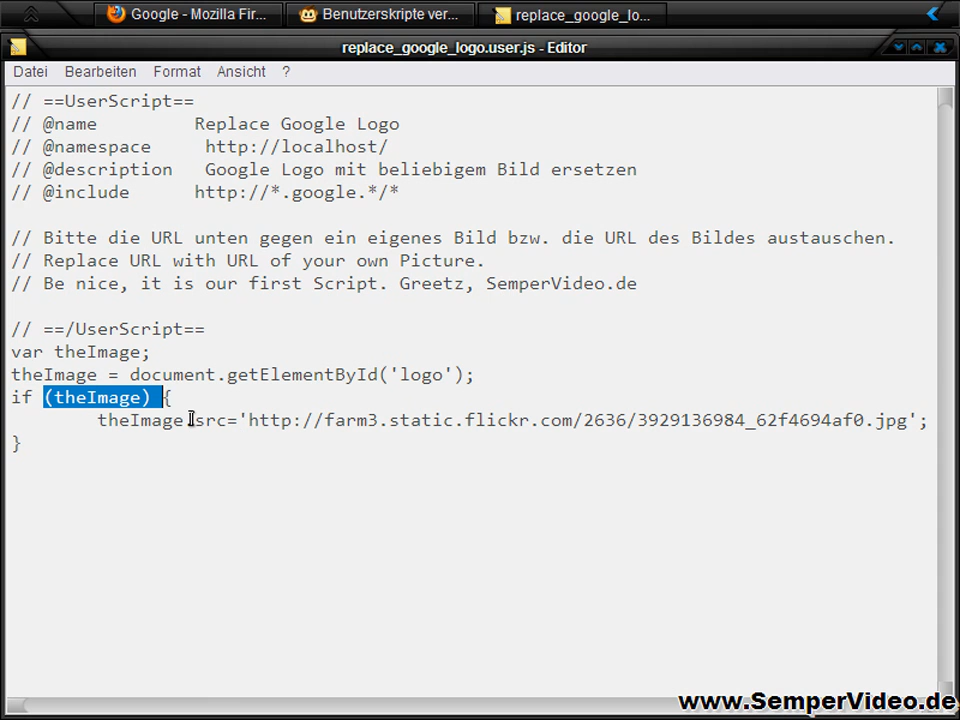 Google - Mozilla Fir...
Benutzerskripte ver...
replace_google_lo...
replace_google_logo.user.js - Editor
Datei Bearbeiten Format Ansicht ?
// ==UserScript==
// @name Replace Google Logo
// @namespace http://localhost/
// @description Google Logo mit beliebigem Bild ersetzen
// @include http://*.google.*/*
// Bitte die URL unten gegen ein eigenes Bild bzw. die URL des Bildes austauschen.
// Replace URL with URL of your own Picture.
// Be nice, it is our first Script. Greetz, SemperVideo.de
// ==/UserScript==
var theImage;
theImage = document.getElementById('logo');
if (theImage) {
theImage.src='http://farm3.static.flickr.com/2636/3929136984_62f4694af0.jpg';
}
www.SemperVideo.de